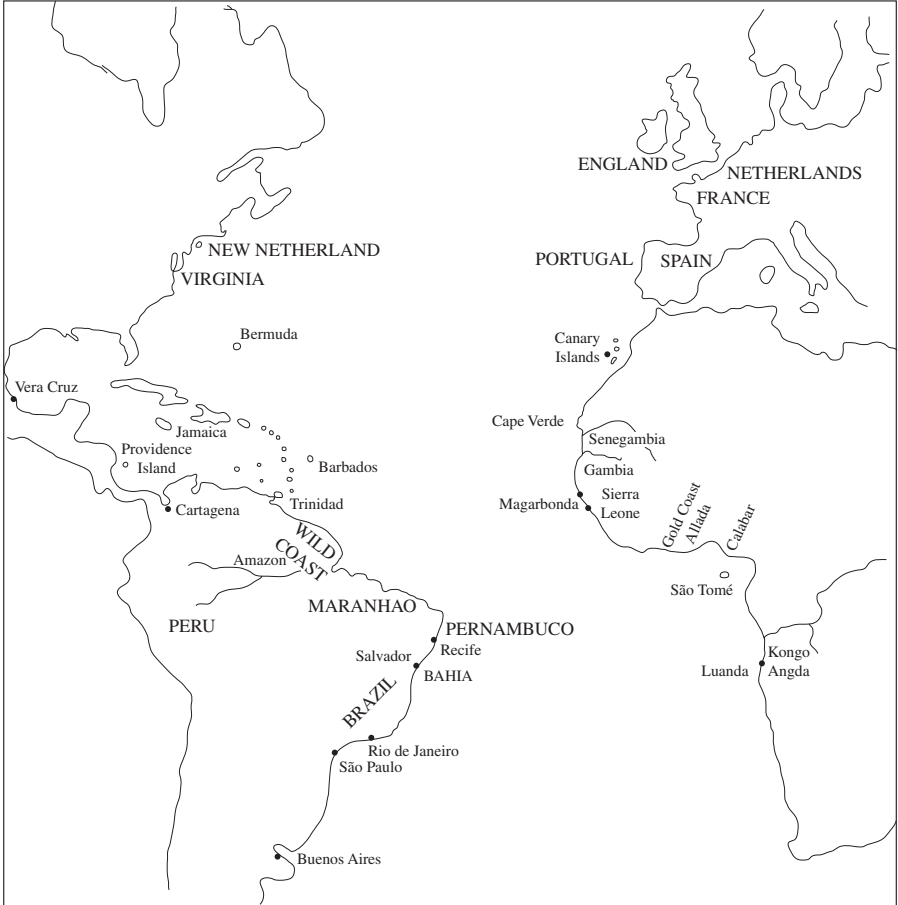 ENGLAND
NETHERLANDS
FRANCE
NEW NETHERLAND
PORTUGAL
SPAIN
VIRGINIA
Bermuda
Canary
Islands
Vera Cruz
Cape Verde
Jamaica
Senegambia
Providence
Island
Barbados
Gambia
Trinidad
Magarbonda
Sierra
Leone
Cartagena
Gold Coast
Allada
Calabar
WILD
COAST
Amazon
São Tomé
MARANHAO
PERU
PERNAMBUCO
Recife
Salvador
BAHIA
Kongo
Luanda
Angda
BRAZIL
Rio de Janeiro
São Paulo
Buenos Aires